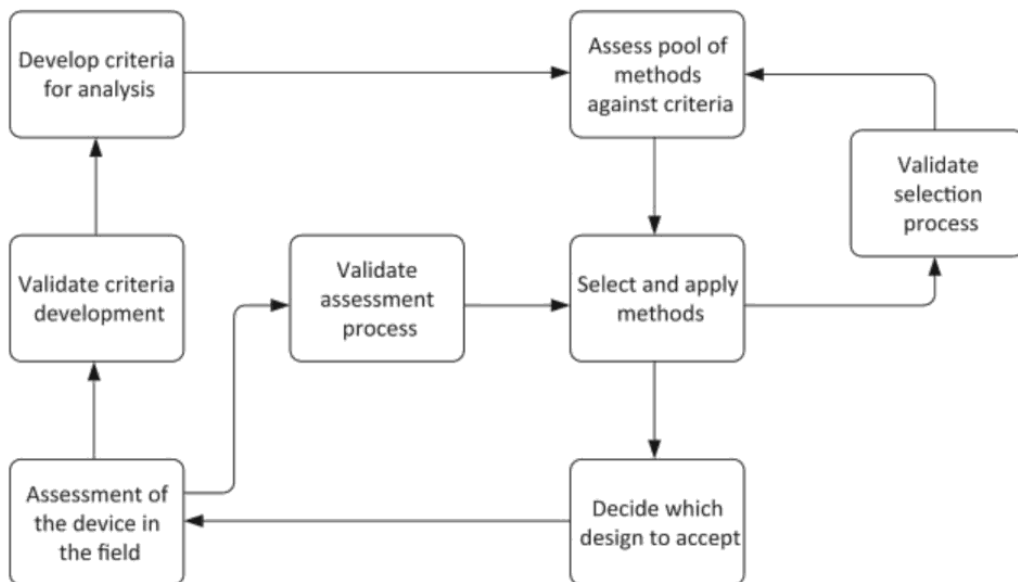 Develop criteria
for analysis
Assess pool of
methods
against criteria
Validate
selection
process
Validate criteria
development
Validate
assessment
process
Select and apply
methods
Assessment of
the device in
the field
Decide which
design to accept